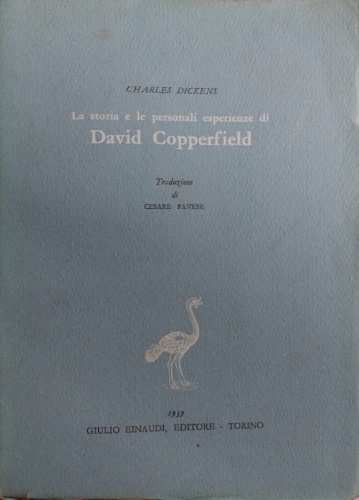 CHARLES DICKENS
La storia e le personali esperienze di
David Copperfield
Traduzione
di
CESARE PAVESE
1939
GIULIO EINAUDI, EDITORE - TORINO